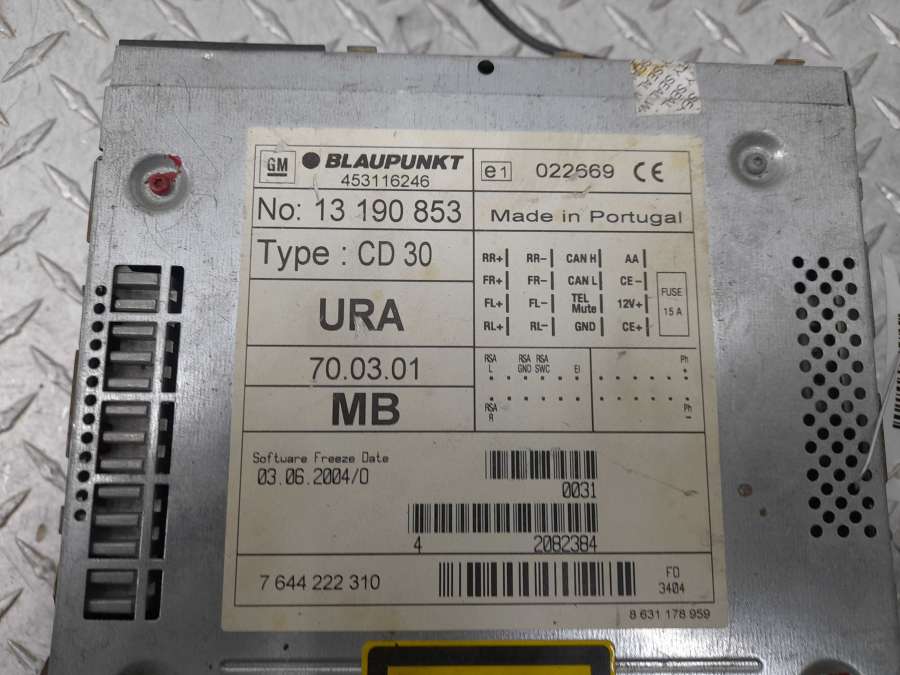 GM BLAUPUNKT
453116246
e1 022669 CE
No: 13 190 853
Made in Portugal
Type : CD 30
RR+ RR- CAN H AA
FR+ FR- CAN L CE-
FL+ FL- TEL Mute 12V+
RL+ RL- GND CE+
FUSE
15 A
URA
70.03.01
MB
RSA L RSA GND RSA SWC EI Ph +
RSA R Ph -
Software Freeze Date
03.06.2004/0
0031
4 2082384
7 644 222 310
FD
3404
8 631 178 959